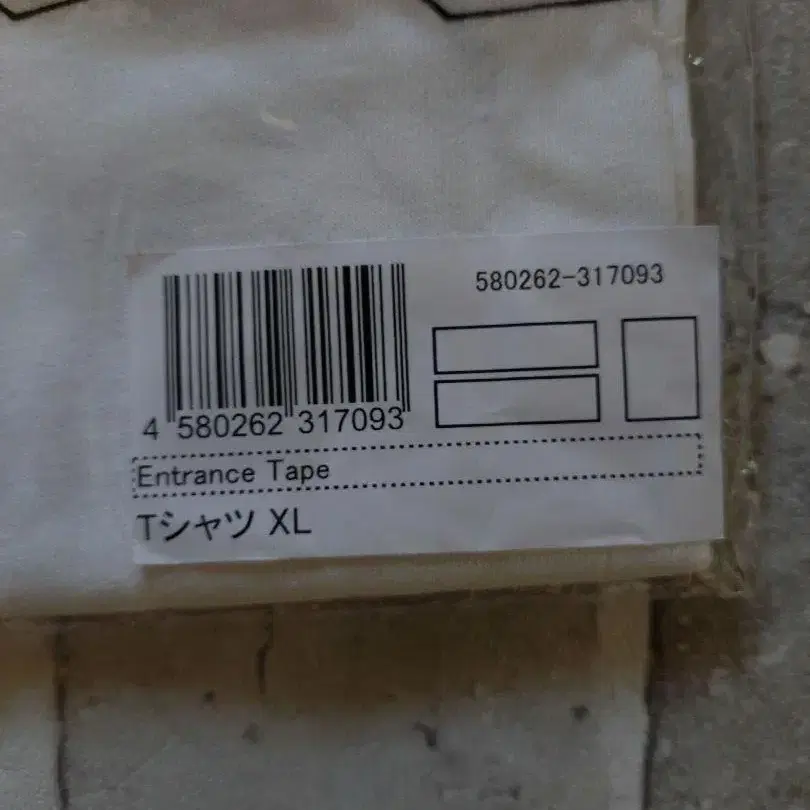 580262-317093
4 580262 317093
Entrance Tape
Tシャツ XL